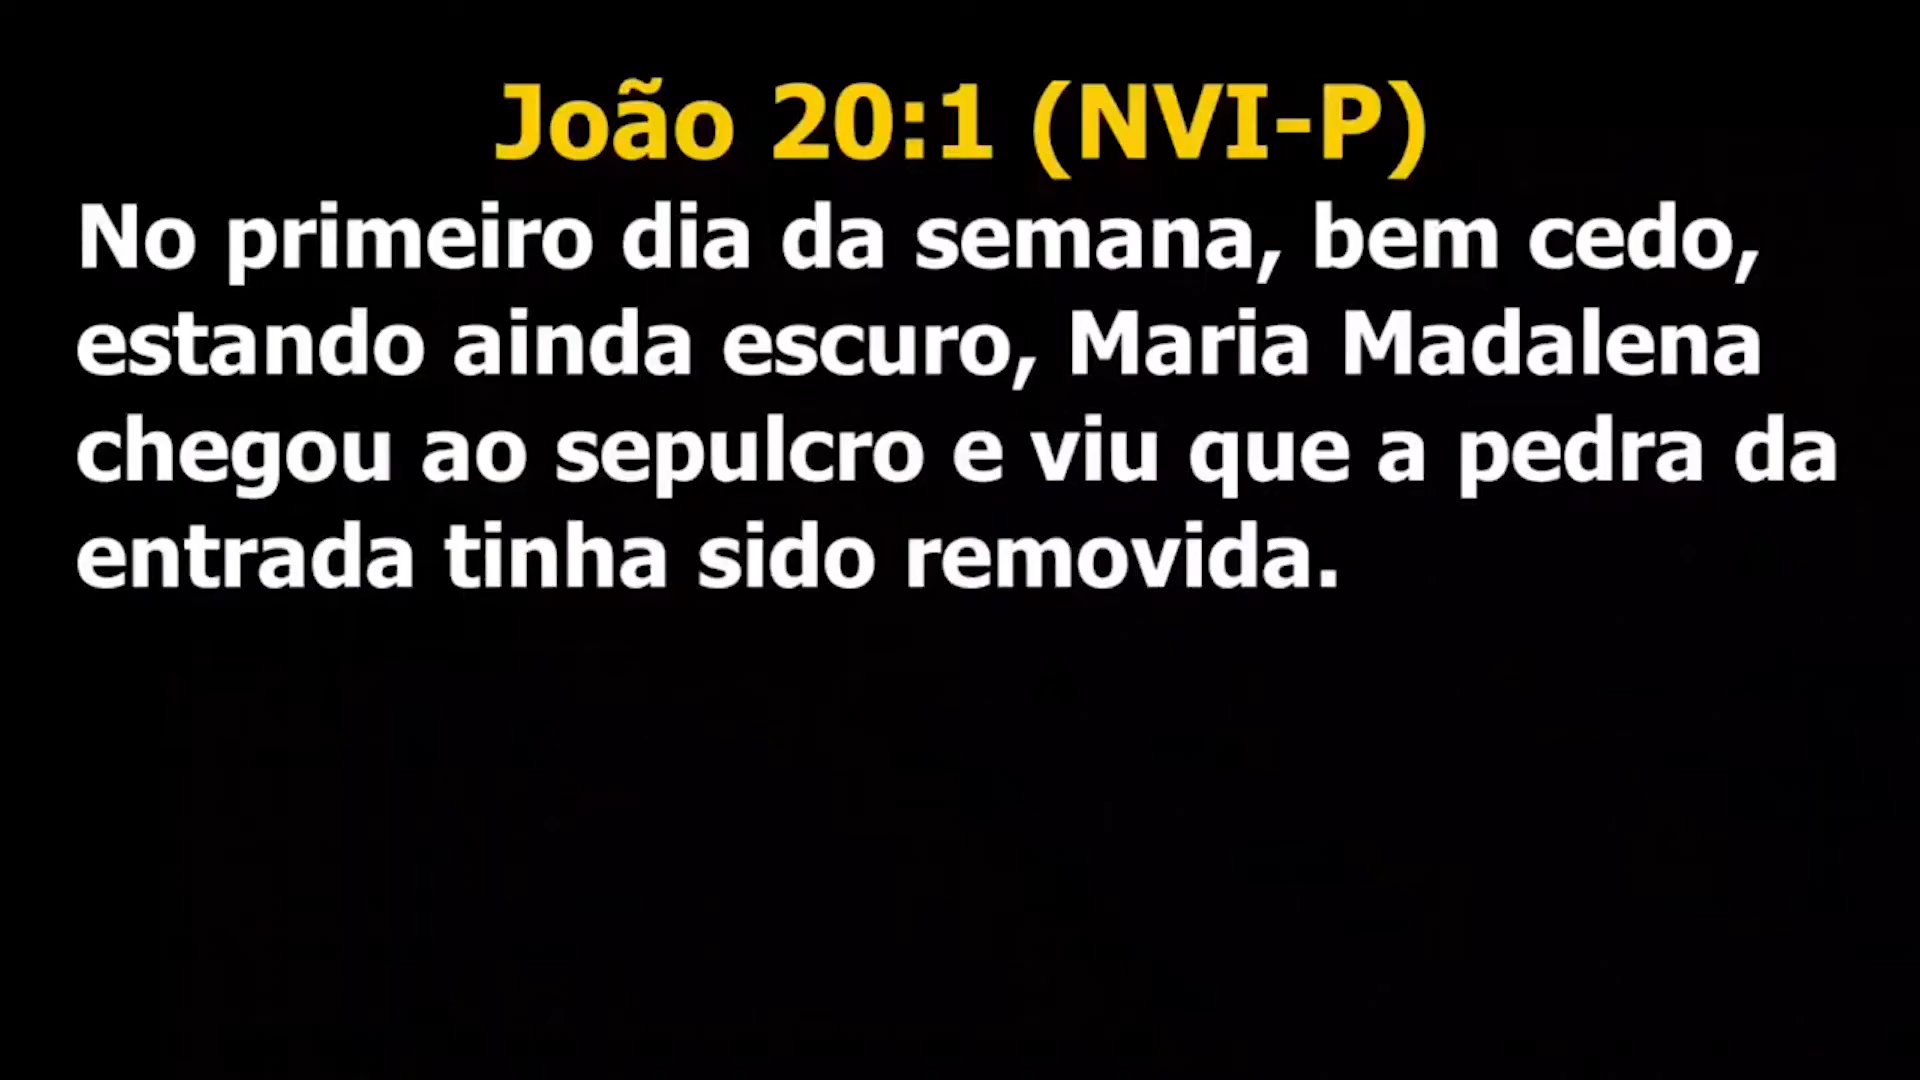 João 20:1 (NVI-P)
No primeiro dia da semana, bem cedo,
estando ainda escuro, Maria Madalena
chegou ao sepulcro e viu que a pedra da
entrada tinha sido removida.